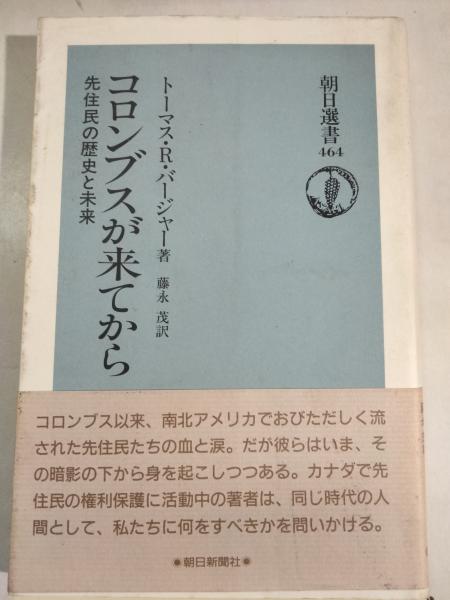 朝日選書
464
トーマス・R・バージャー著 藤永 茂訳
コロンブスが来てから
先住民の歴史と未来
コロンブス以来、南北アメリカでおびただしく流
された先住民たちの血と涙。だが彼らはいま、そ
の暗影の下から身を起こしつつある。カナダで先
住民の権利保護に活動中の著者は、同じ時代の人
間として、私たちに何をすべきかを問いかける。
●朝日新聞社●